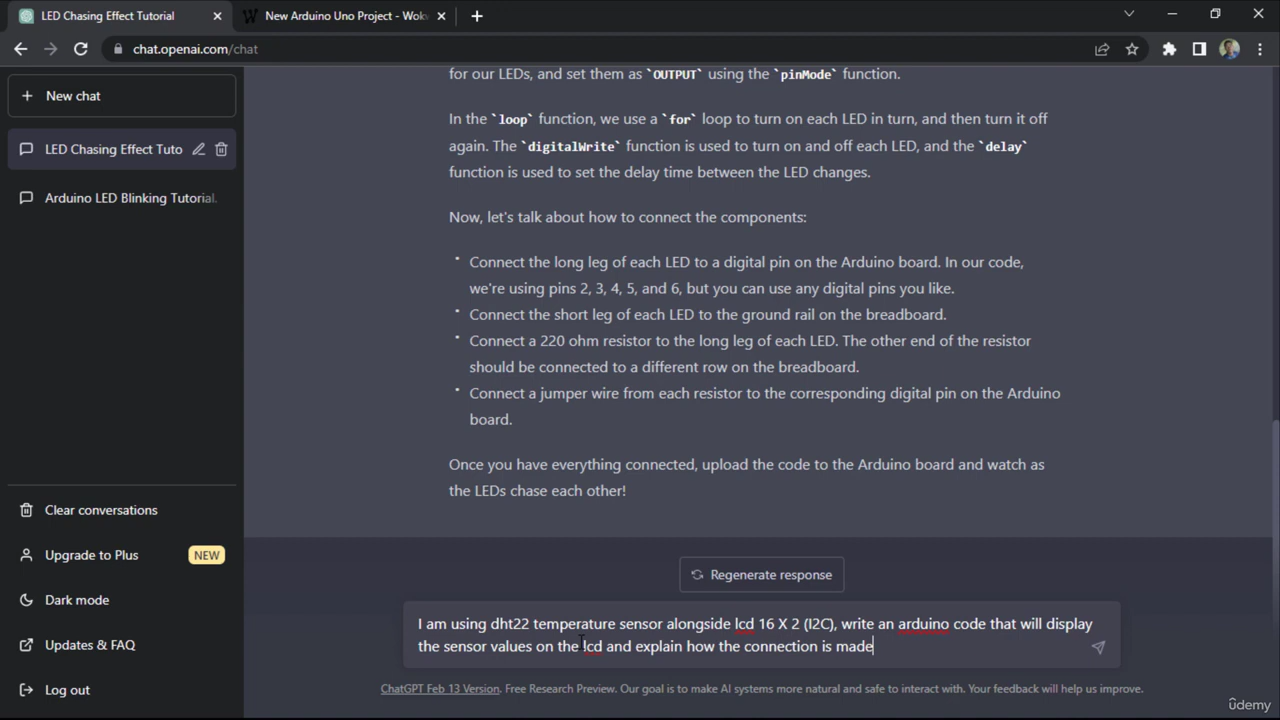 LED Chasing Effect Tutorial
New Arduino Uno Project - Wok
chat.openai.com/chat
New chat
LED Chasing Effect Tuto
Arduino LED Blinking Tutorial.
Clear conversations
Upgrade to Plus NEW
Dark mode
Updates & FAQ
Log out
for our LEDs, and set them as `OUTPUT` using the `pinMode` function.
In the `loop` function, we use a `for` loop to turn on each LED in turn, and then turn it off
again. The `digitalWrite` function is used to turn on and off each LED, and the `delay`
function is used to set the delay time between the LED changes.
Now, let's talk about how to connect the components:
• Connect the long leg of each LED to a digital pin on the Arduino board. In our code,
we're using pins 2, 3, 4, 5, and 6, but you can use any digital pins you like.
• Connect the short leg of each LED to the ground rail on the breadboard.
• Connect a 220 ohm resistor to the long leg of each LED. The other end of the resistor
should be connected to a different row on the breadboard.
• Connect a jumper wire from each resistor to the corresponding digital pin on the Arduino
board.
Once you have everything connected, upload the code to the Arduino board and watch as
the LEDs chase each other!
Regenerate response
I am using dht22 temperature sensor alongside lcd 16 X 2 (I2C), write an arduino code that will display
the sensor values on the lcd and explain how the connection is made
ChatGPT Feb 13 Version. Free Research Preview. Our goal is to make AI systems more natural and safe to interact with. Your feedback will help us improve.
ûdemy